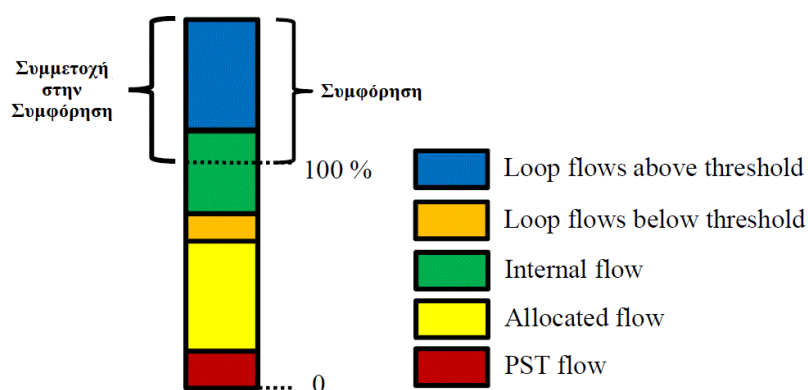 Συμμετοχή
στην
Συμφόρηση
Συμφόρηση
100 %
0
Loop flows above threshold
Loop flows below threshold
Internal flow
Allocated flow
PST flow